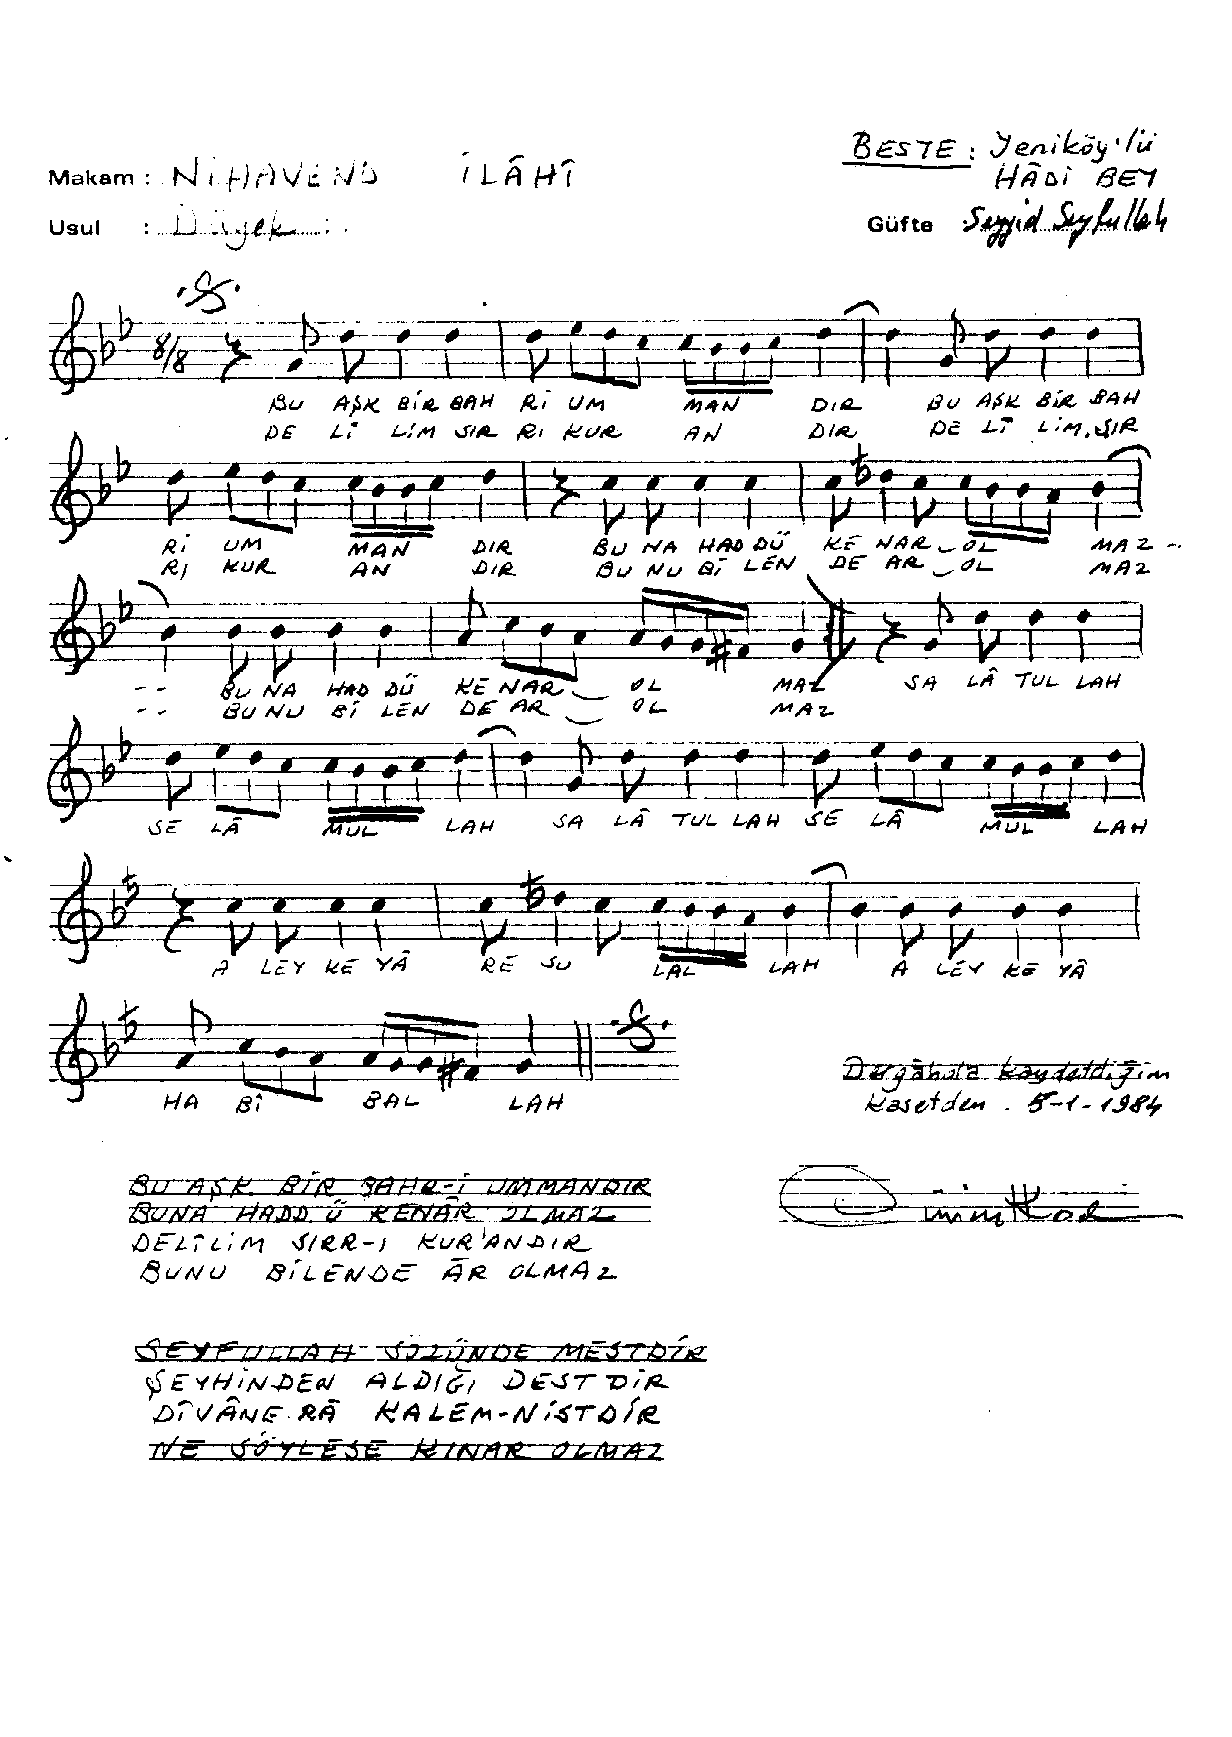 BESTE : Yeniköy'lü
Makam : NİHAVEND İLÂHÎ HÂDİ BEY
Usul : Düyek Güfte : Seyyid Seyfullah
8/8
BU AŞK BİR BAH Rİ UM MAN DIR BU AŞK BİR BAH
DE LÎ LİM SIR RI KUR AN DIR DE LÎ LİM SIR
Rİ UM MAN DIR BU NA HAD DÜ KE NAR OL MAZ --
RI KUR AN DIR BU NU Bİ LEN DE AR OL MAZ
-- BU NA HAD DÜ KE NAR OL MAZ SA LÂ TUL LAH
-- BU NU Bİ LEN DE AR OL MAZ
SE LÂ MUL LAH SA LÂ TUL LAH SE LÂ MUL LAH
A LEY KE YÂ RE SU LAL LAH A LEY KE YÂ
HA BÎ BAL LAH
Dergâhda kaydetdiğim
kasetden . 5-1-1984
BU AŞK BİR BAHR-İ UMMANDIR
BUNA HADD Ü KENÂR OLMAZ
DELÎLİM SIRR-I KUR'ANDIR
BUNU BİLENDE ÂR OLMAZ
SEYFULLAH SÖZÜNDE MESTDİR
ŞEYHİNDEN ALDIĞI DESTDİR
DÎVÂNE RÂ KALEM-NİSTDİR
NE SÖYLESE KINAR OLMAZ